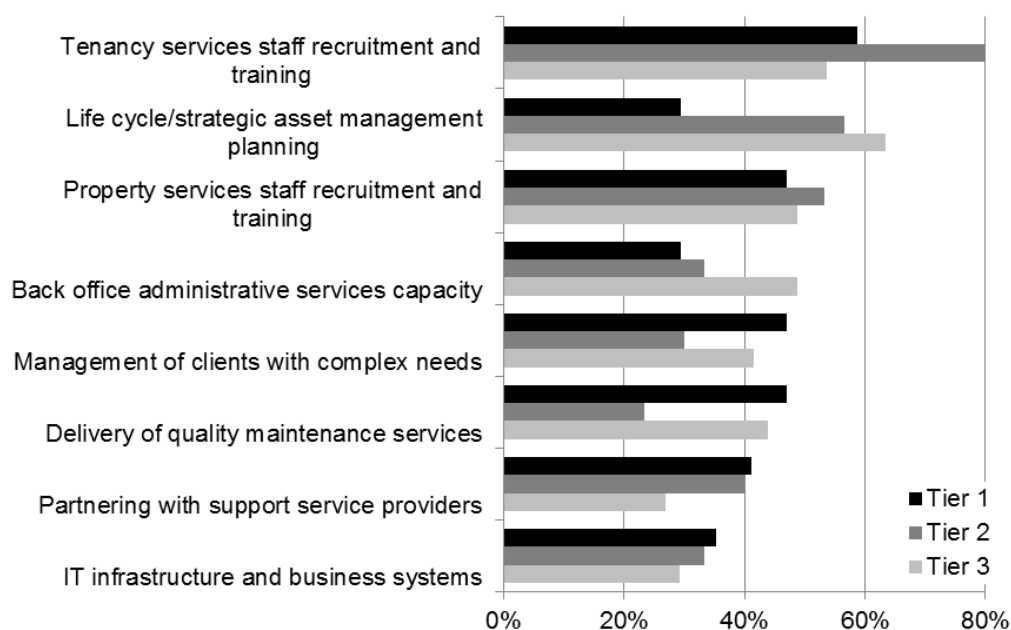 Tenancy services staff recruitment and
training
Life cycle/strategic asset management
planning
Property services staff recruitment and
training
Back office administrative services capacity
Management of clients with complex needs
Delivery of quality maintenance services
Partnering with support service providers
IT infrastructure and business systems
Tier 1
Tier 2
Tier 3
0% 20% 40% 60% 80%